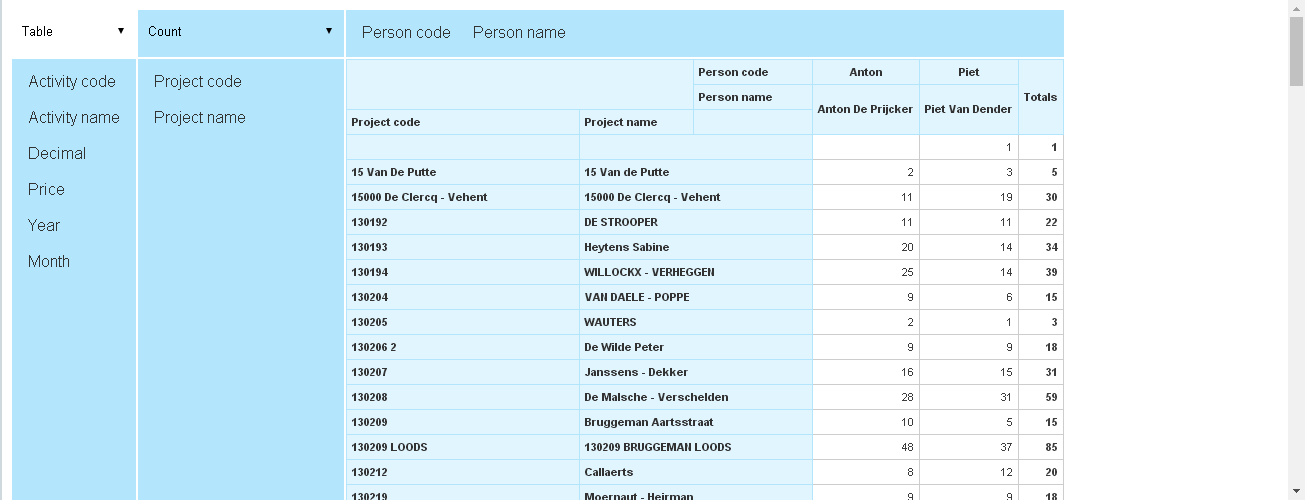 Table Count Person code Person name
Activity code
Activity name
Decimal
Price
Year
Month
Project code
Project name
Person code Anton Piet Totals
Person name Anton De Prijcker Piet Van Dender
Project code Project name
1 1
15 Van De Putte 15 Van de Putte 2 3 5
15000 De Clercq - Vehent 15000 De Clercq - Vehent 11 19 30
130192 DE STROOPER 11 11 22
130193 Heytens Sabine 20 14 34
130194 WILLOCKX - VERHEGGEN 25 14 39
130204 VAN DAELE - POPPE 9 6 15
130205 WAUTERS 2 1 3
130206 2 De Wilde Peter 9 9 18
130207 Janssens - Dekker 16 15 31
130208 De Malsche - Verschelden 28 31 59
130209 Bruggeman Aartsstraat 10 5 15
130209 LOODS 130209 BRUGGEMAN LOODS 48 37 85
130212 Callaerts 8 12 20
130219 Moernaut - Heirman 9 9 18